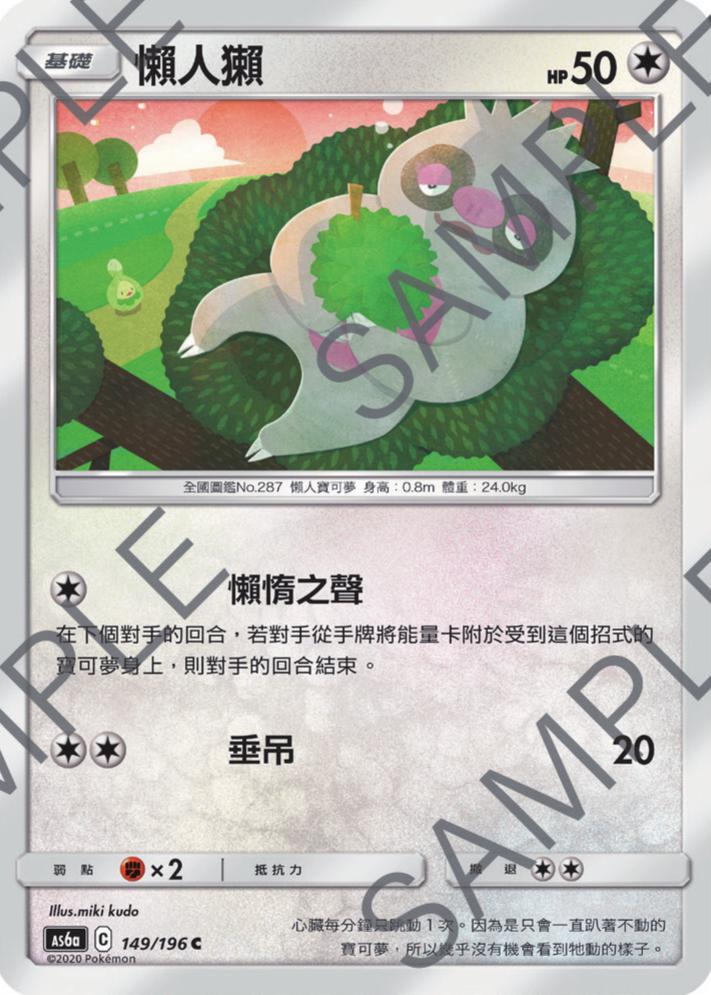 基礎 懶人獺 HP50
全國圖鑑No.287 懶人寶可夢 身高：0.8m 體重：24.0kg
懶惰之聲
在下個對手的回合，若對手從手牌將能量卡附於受到這個招式的
寶可夢身上，則對手的回合結束。
垂吊 20
弱點 ×2 抵抗力 撤退
Illus.miki kudo
心臟每分鐘只跳動1次。因為是只會一直趴著不動的
AS6a C 149/196 C 寶可夢，所以幾乎沒有機會看到牠動的樣子。
©2020 Pokémon
SAMPLE
SAMPLE
SAMPLE
SAMPLE